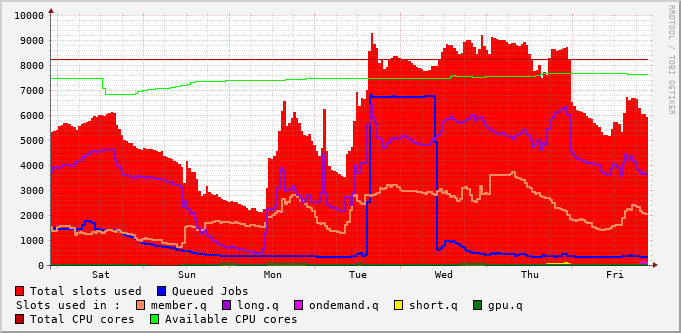 10000
9000
8000
7000
6000
5000
4000
3000
2000
1000
0
Sat Sun Mon Tue Wed Thu Fri
RRDTOOL / TOBI OETIKER
Total slots used Queued Jobs
Slots used in : member.q long.q ondemand.q short.q gpu.q
Total CPU cores Available CPU cores